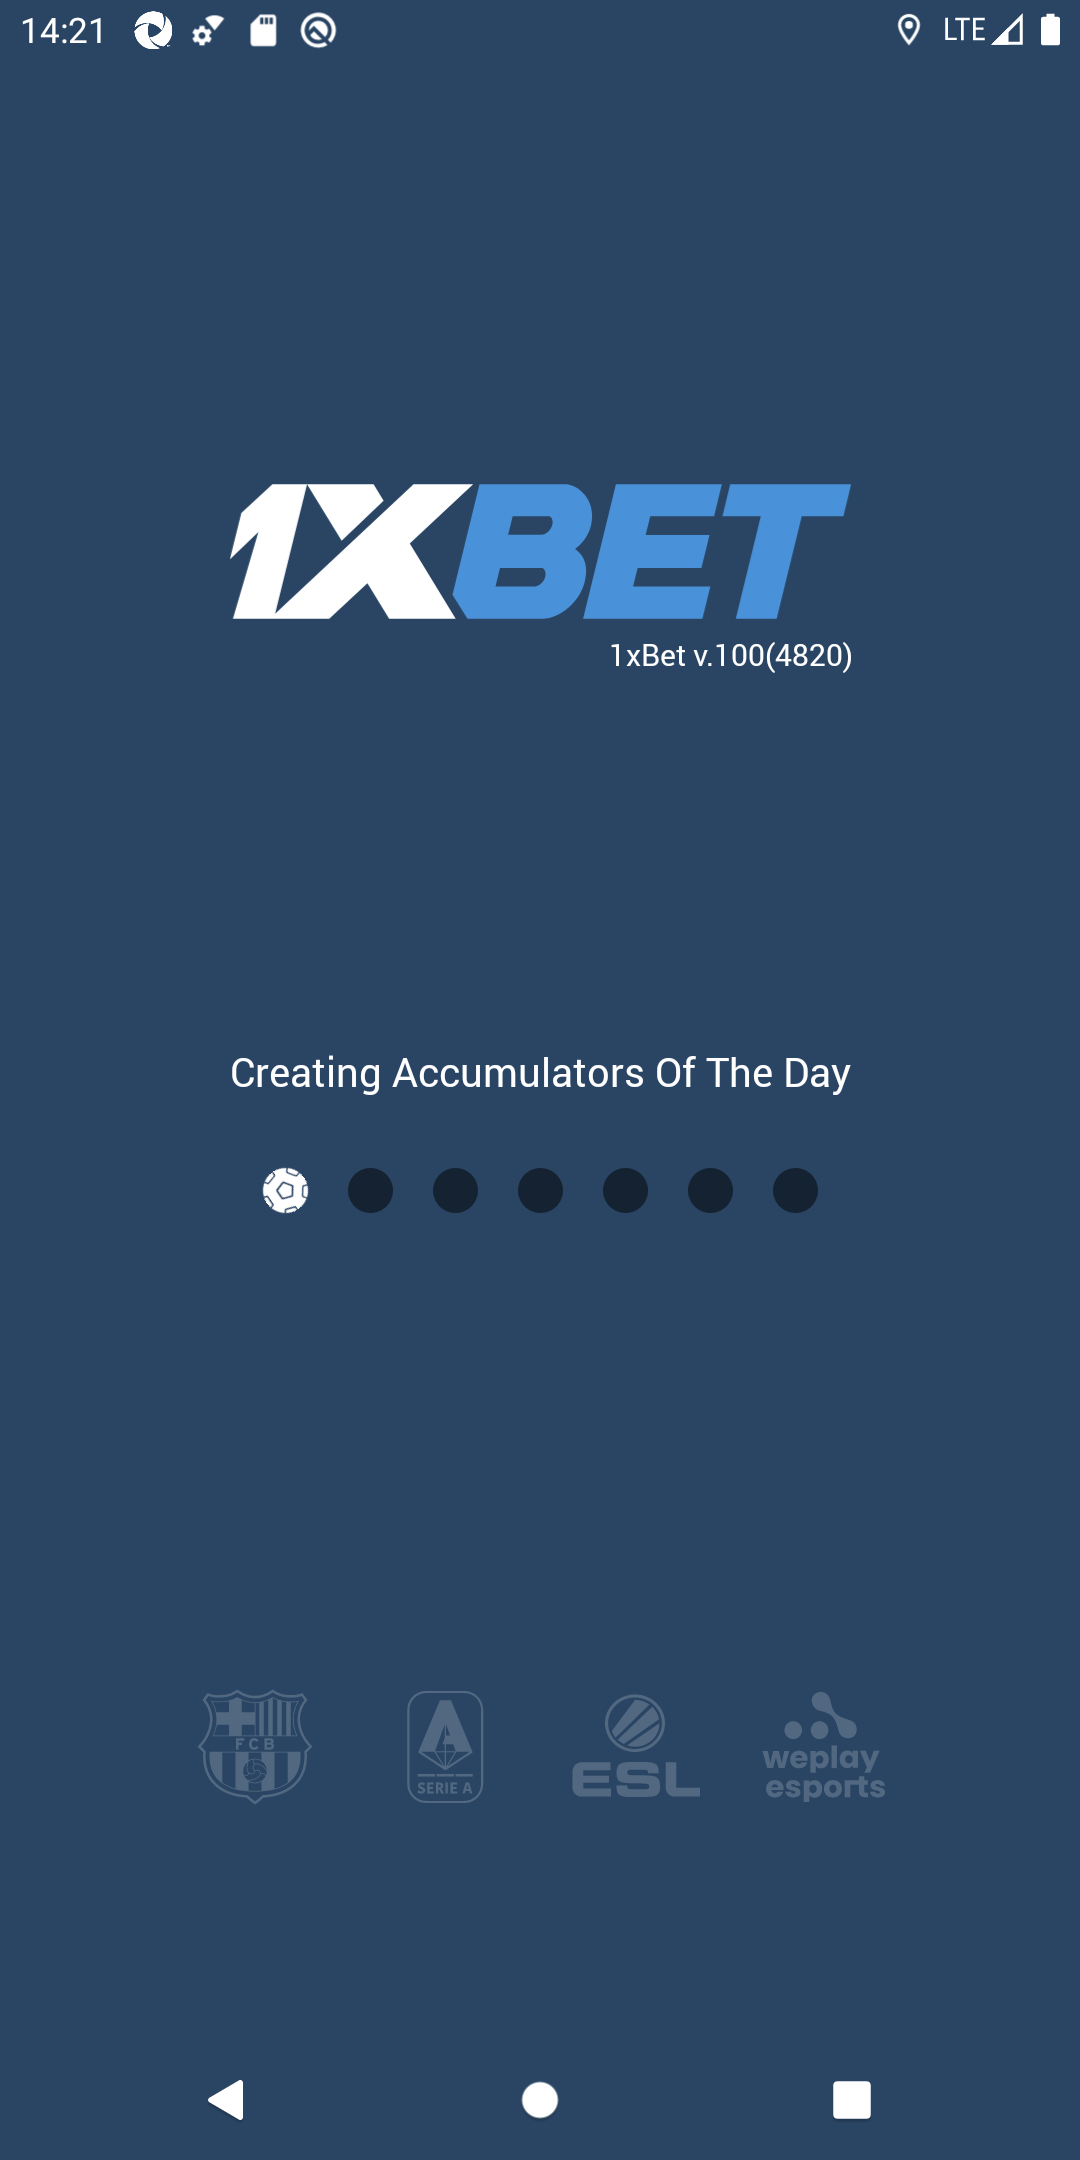 14:21
LTE
1XBET
1xBet v.100(4820)
Creating Accumulators Of The Day
FCB
SERIE A
ESL
weplay
esports